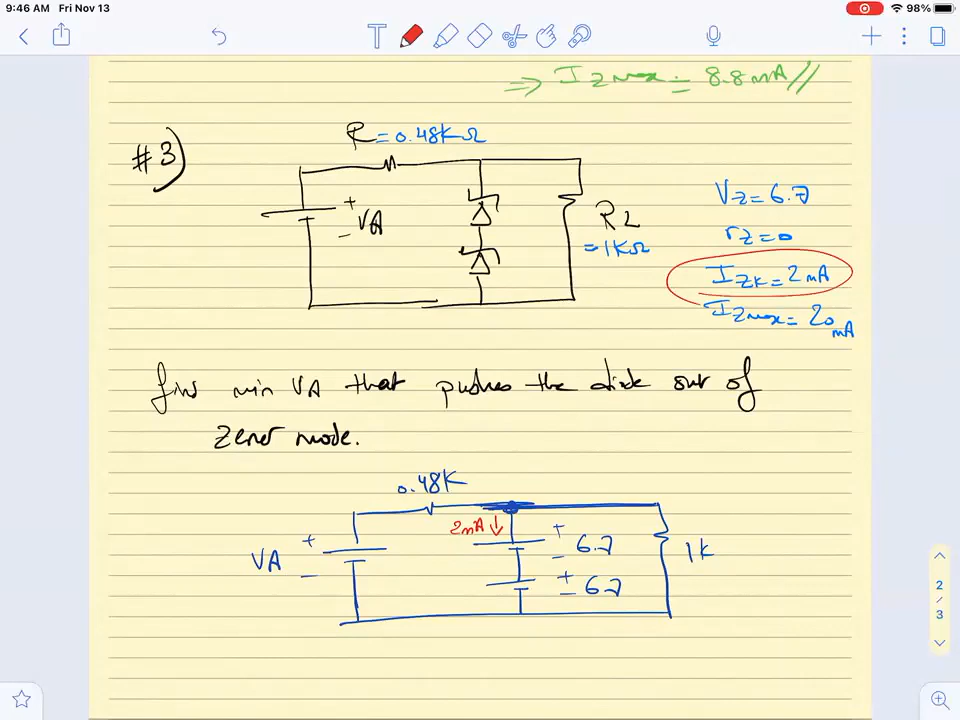 9:46 AM Fri Nov 13
98%
⇒ I Zmax = 8.8mA //
#3)
R = 0.48KΩ
+
VA
−
RL
= 1KΩ
VZ = 6.7
rZ = 0
IZK = 2mA
IZmax = 20mA
find min VA that pushes the diode out of
Zener mode.
0.48K
2mA
+
VA
−
+
− 6.7
+
− 6.7
1K
2
/
3